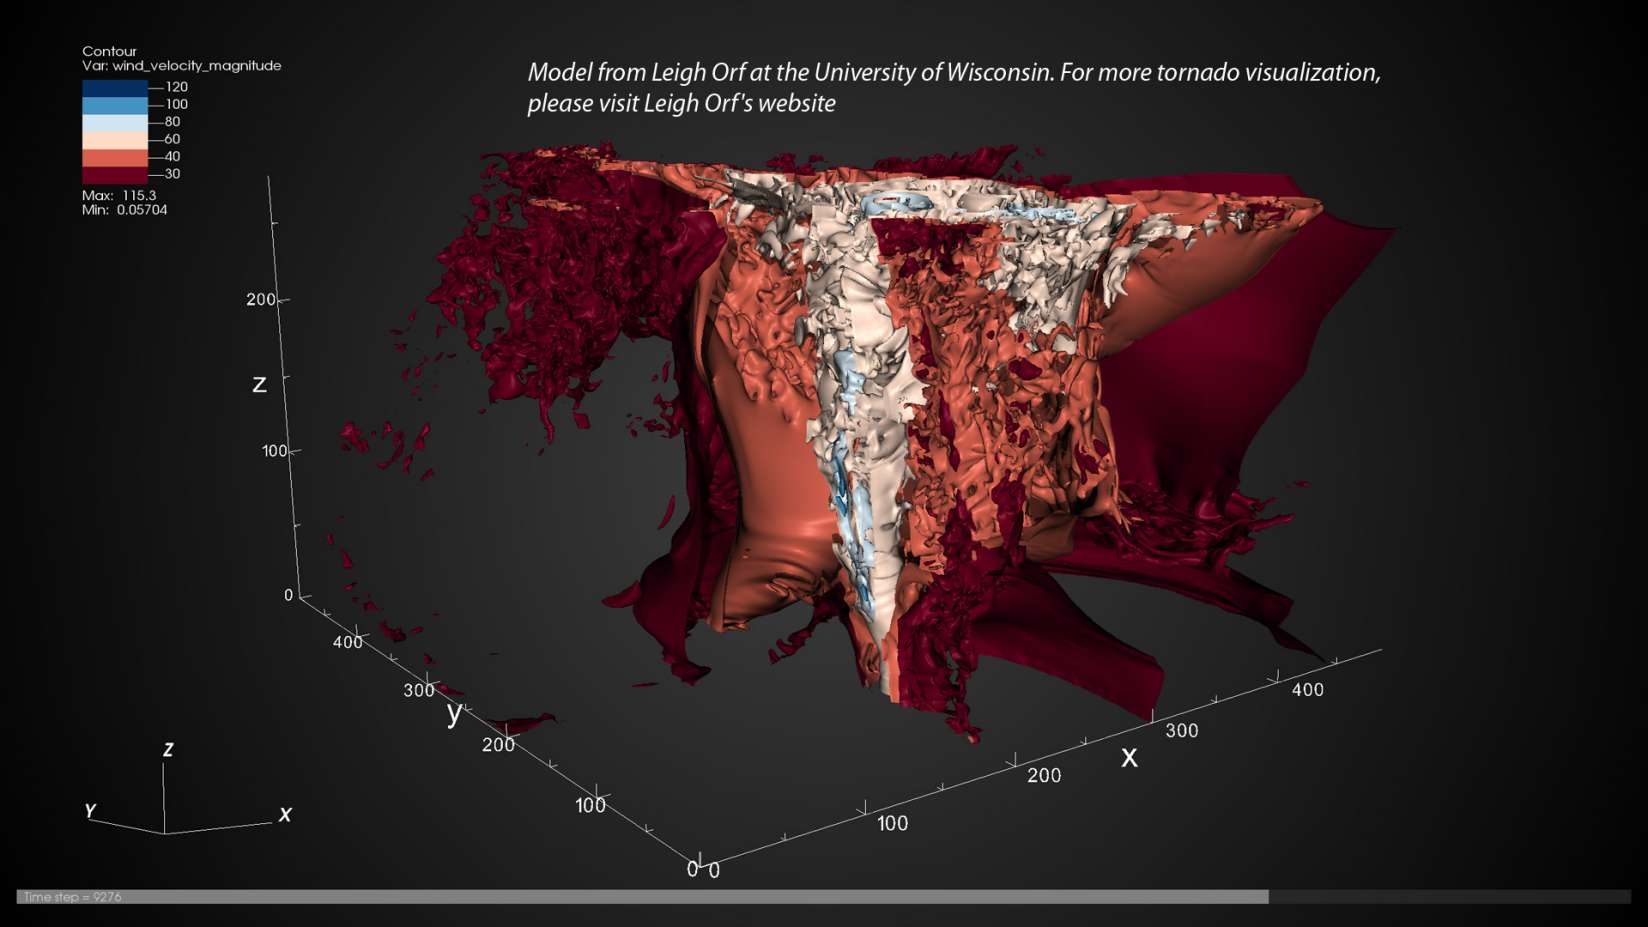 Contour
Var: wind_velocity_magnitude
120
100
80
60
40
30
Max: 115.3
Min: 0.05704
Model from Leigh Orf at the University of Wisconsin. For more tornado visualization,
please visit Leigh Orf's website
200
z
100
0
400
300
y
200
100
0
0
100
200
x
300
400
Z
Y
X
Time step = 9276